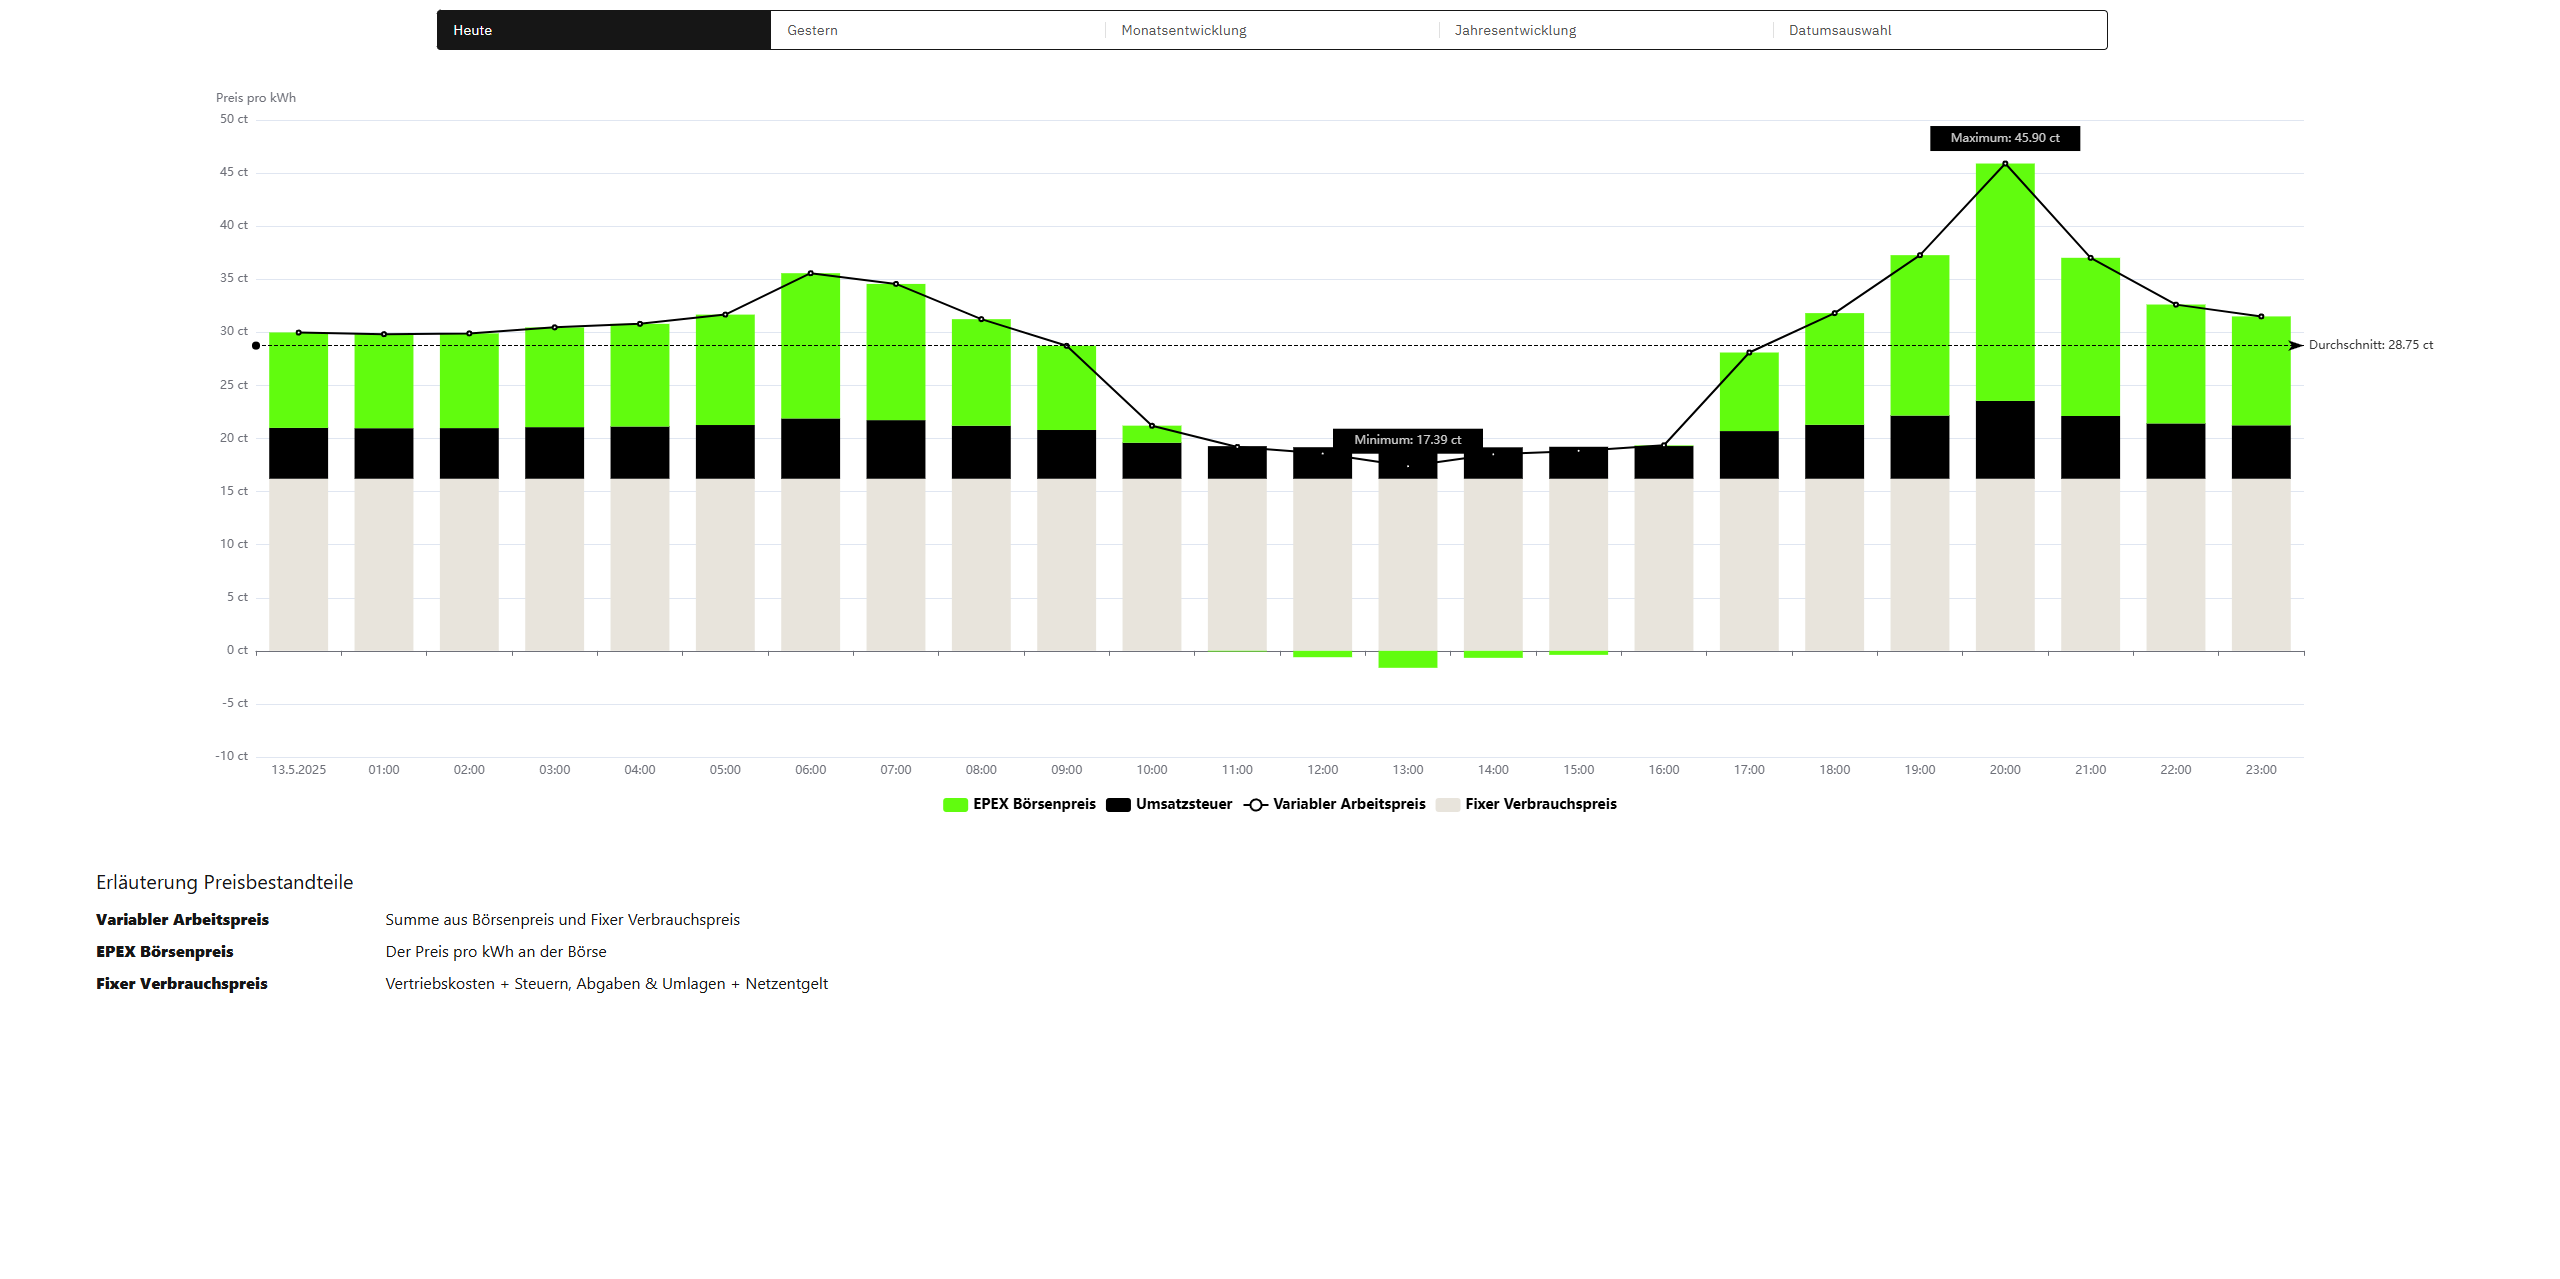 Heute Gestern Monatsentwicklung Jahresentwicklung Datumsauswahl
Preis pro kWh
50 ct
Maximum: 45.90 ct
45 ct
40 ct
35 ct
30 ct
Durchschnitt: 28.75 ct
25 ct
20 ct
Minimum: 17.39 ct
15 ct
10 ct
5 ct
0 ct
-5 ct
-10 ct
13.5.2025 01:00 02:00 03:00 04:00 05:00 06:00 07:00 08:00 09:00 10:00 11:00 12:00 13:00 14:00 15:00 16:00 17:00 18:00 19:00 20:00 21:00 22:00 23:00
EPEX Börsenpreis Umsatzsteuer Variabler Arbeitspreis Fixer Verbrauchspreis
Erläuterung Preisbestandteile
Variabler Arbeitspreis Summe aus Börsenpreis und Fixer Verbrauchspreis
EPEX Börsenpreis Der Preis pro kWh an der Börse
Fixer Verbrauchspreis Vertriebskosten + Steuern, Abgaben & Umlagen + Netzentgelt